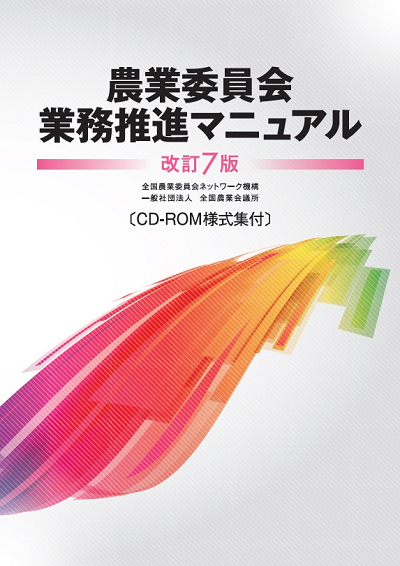 農業委員会
業務推進マニュアル
改訂7版
全国農業委員会ネットワーク機構
一般社団法人 全国農業会議所
〔CD-ROM様式集付〕